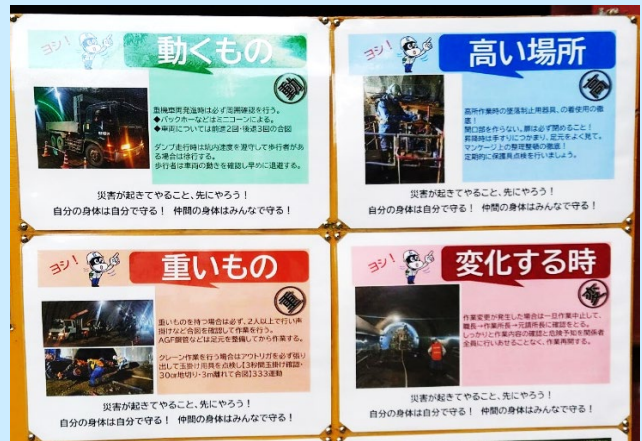 ヨシ!
動くもの
動
重機車両発進時は必ず周囲確認を行う。
◆バックホーなどはミニコーンによる。
◆車両については前進2回・後退3回の合図
ダンプ走行時は坑内速度を遵守して歩行者があ
る場合は徐行する。
歩行者は車両の動きを確認し早めに退避する。
災害が起きてやること、先にやろう!
自分の身体は自分で守る! 仲間の身体はみんなで守る!
ヨシ!
高い場所
高
高所作業時の墜落制止用器具、の着使用の徹
底!
開口部を作らない。扉は必ず閉めること!
昇降時は手すりにつかまり、足元をよく見て。
マンケージ上の整理整頓の徹底!
定期的に保護具点検を行いましょう。
災害が起きてやること、先にやろう!
自分の身体は自分で守る! 仲間の身体はみんなで守る!
ヨシ!
重いもの
重
重いものを持つ場合は必ず、2人以上で行い声
掛けなど合図を確認して作業を行う。
AGF鋼管などは足元を整備してから作業する。
クレーン作業を行う場合はアウトリガを必ず張り
出して玉掛け用具を点検し【3秒間玉掛け確認・
30㎝地切り・3m離れて合図】333運動
災害が起きてやること、先にやろう!
自分の身体は自分で守る! 仲間の身体はみんなで守る!
ヨシ!
変化する時
変
作業変更が発生した場合は一旦作業中止して、
職長→作業所長→元請所長に確認をとる。
しっかりと作業内容の確認と危険予知を関係者
全員に行いあせることなく、作業再開する。
災害が起きてやること、先にやろう!
自分の身体は自分で守る! 仲間の身体はみんなで守る!